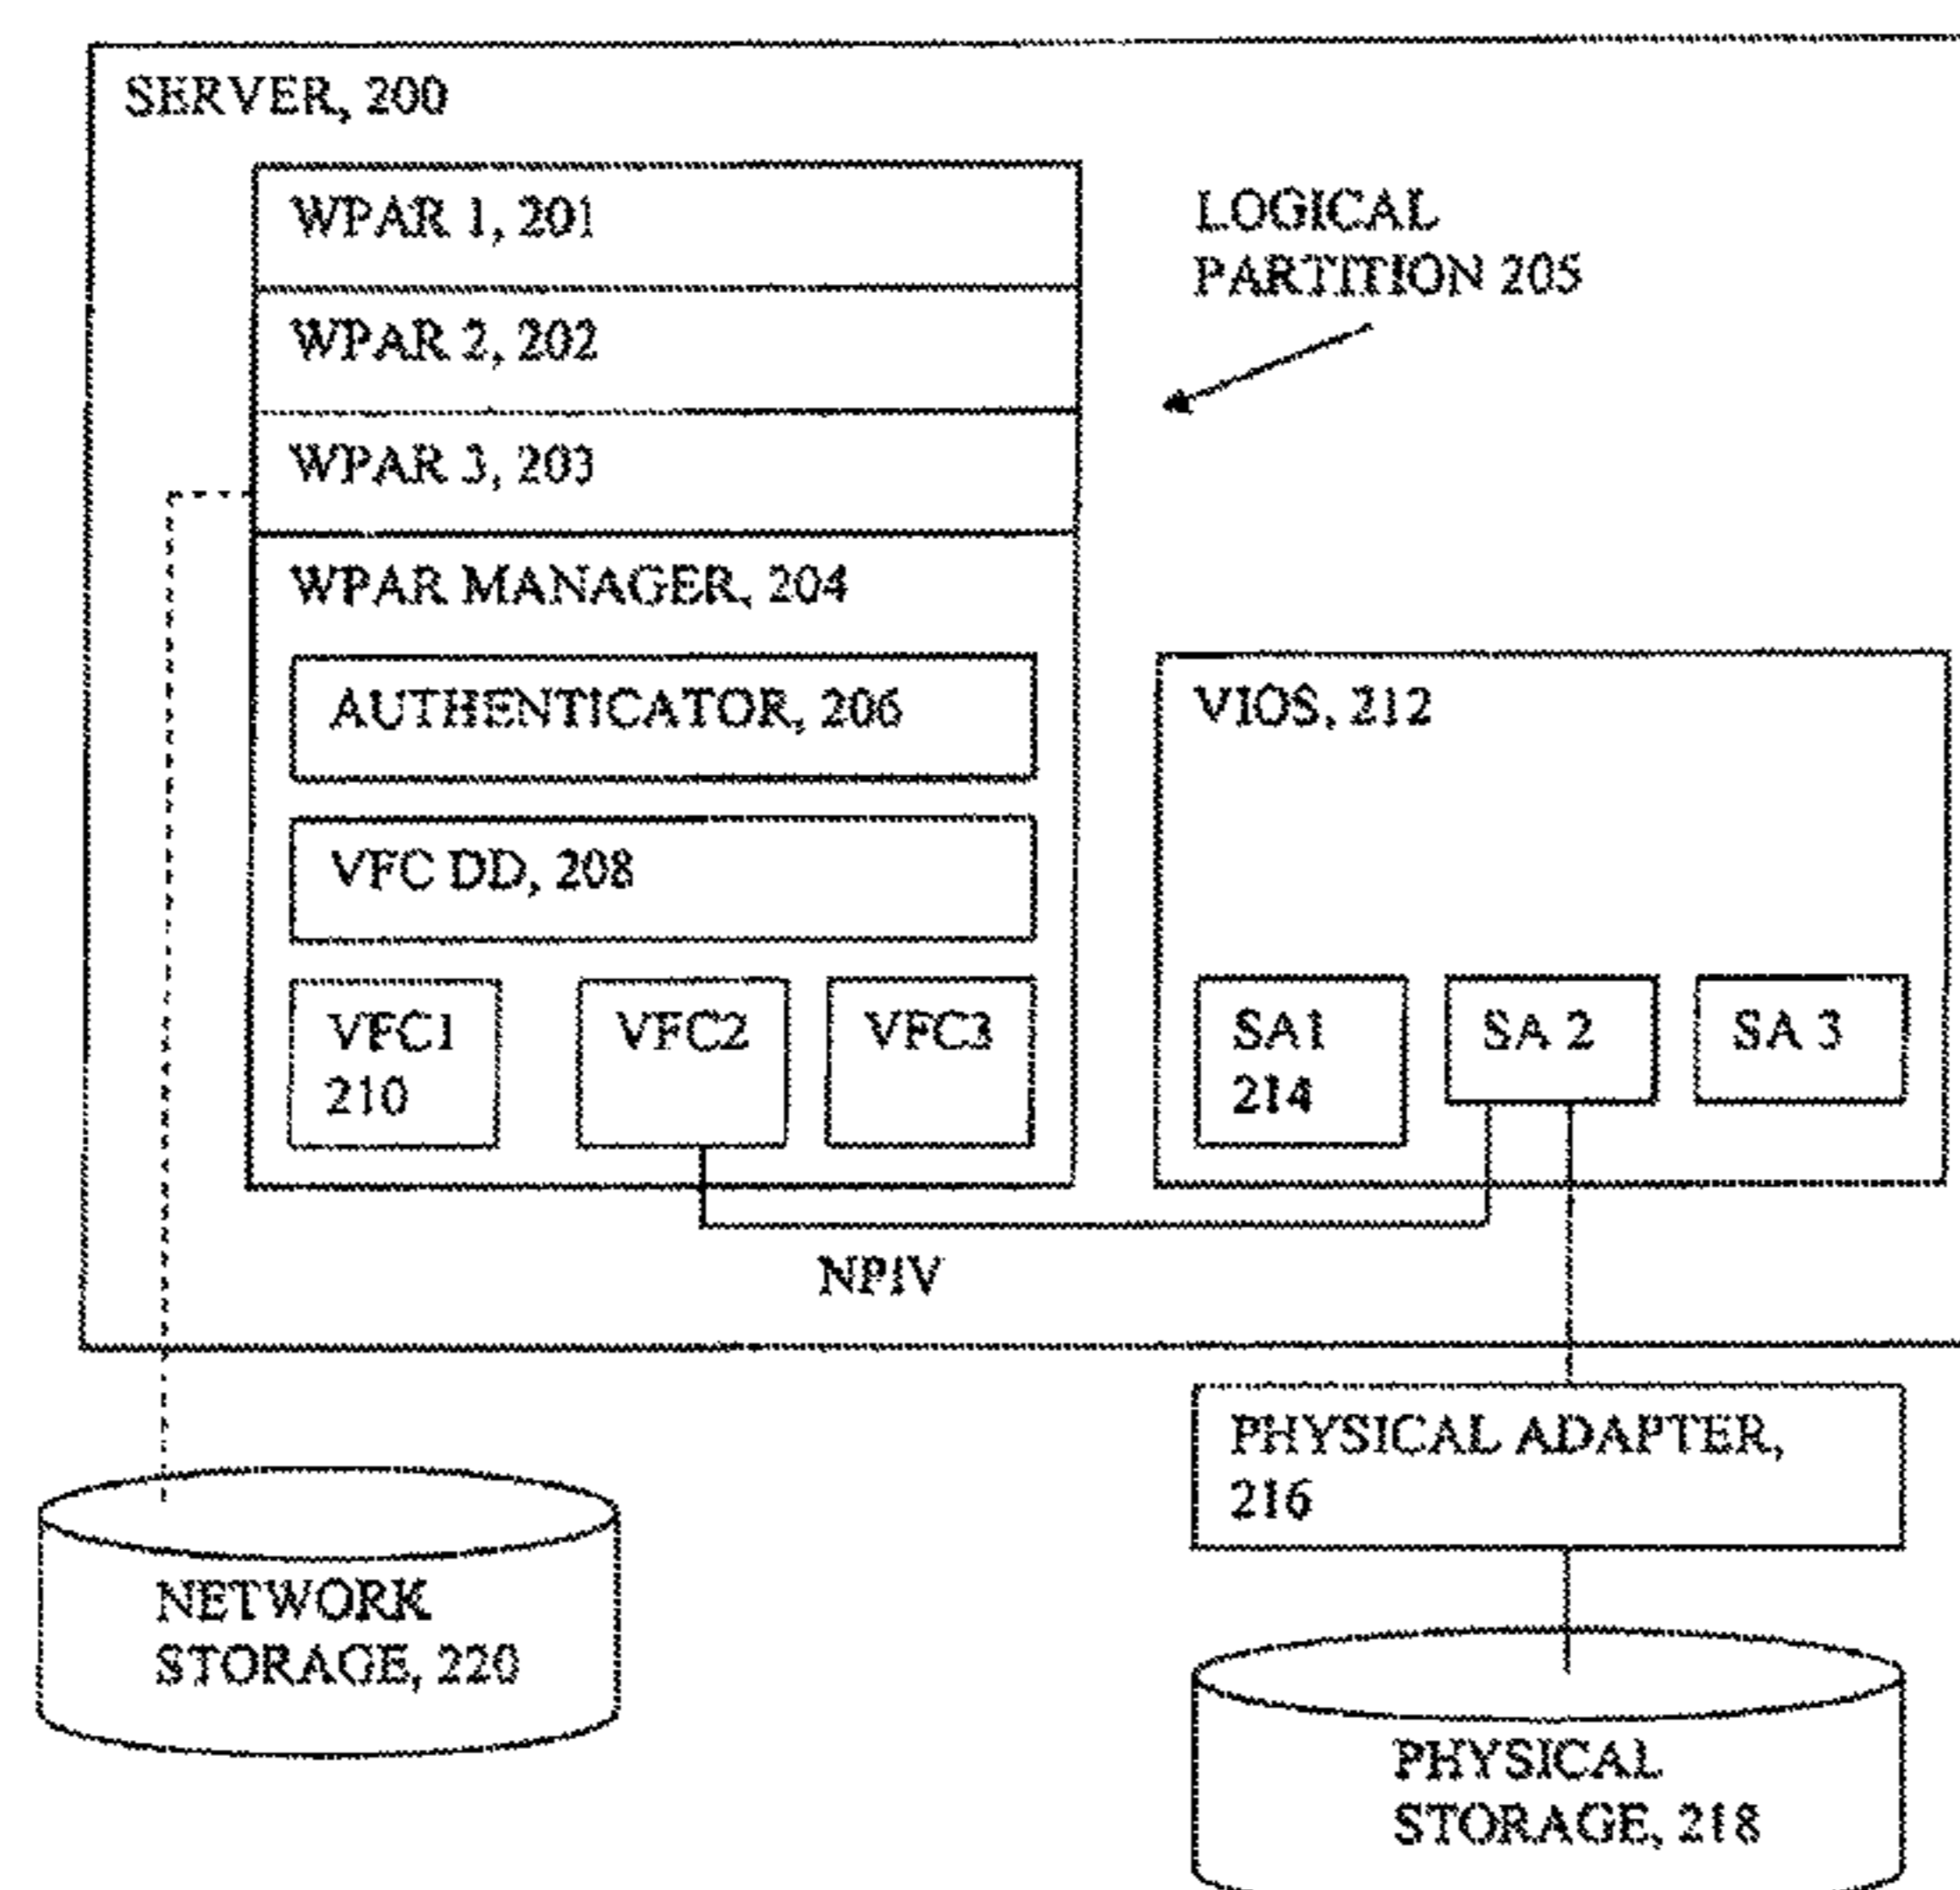 SERVER, 200
WPAR 1, 201
WPAR 2, 202
WPAR 3, 203
LOGICAL
PARTITION 205
WPAR MANAGER, 204
AUTHENTICATOR, 206
VFC DD, 208
VFC1
210
VFC2
VFC3
VIOS, 212
SA1
214
SA 2
SA 3
NPIV
PHYSICAL ADAPTER,
216
NETWORK
STORAGE, 220
PHYSICAL
STORAGE, 218